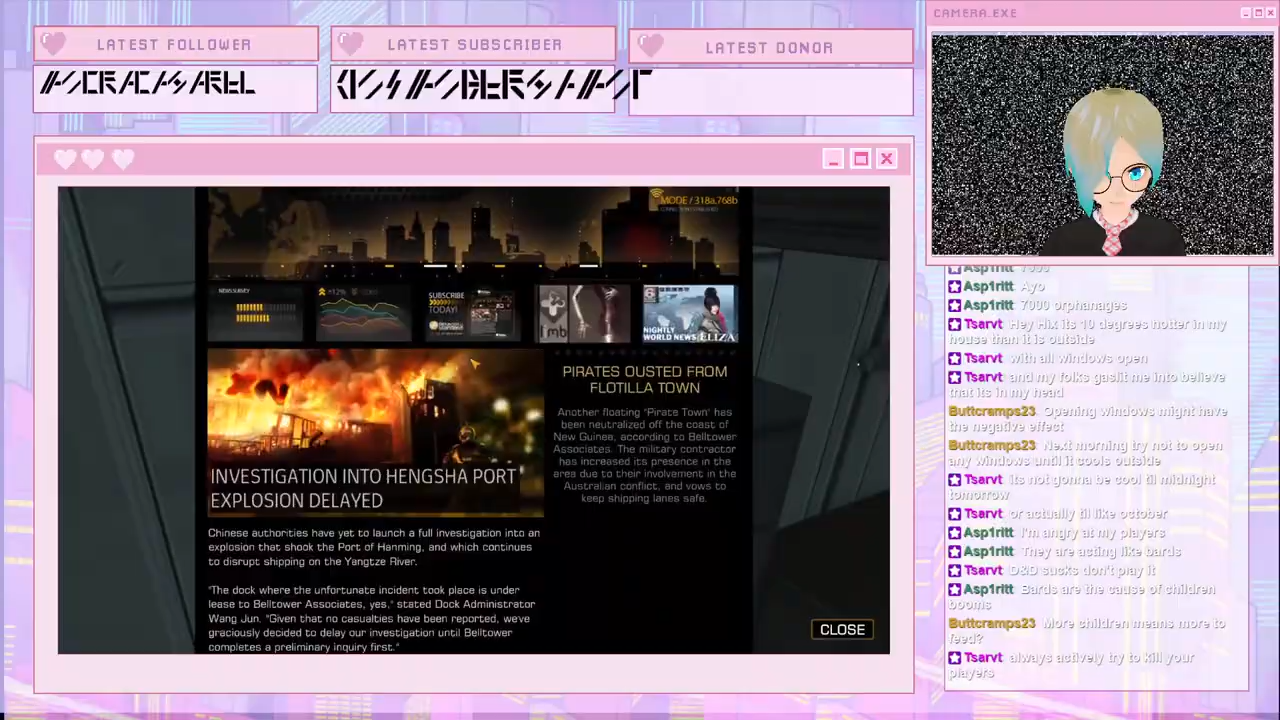 LATEST FOLLOWER
LATEST SUBSCRIBER
LATEST DONOR
CAMERA.EXE
MODE / 318a.768b
NEWS SURVEY
SUBSCRIBE
TODAY!
limb
NIGHTLY
WORLD NEWS ELIZA
INVESTIGATION INTO HENGSHA PORT
EXPLOSION DELAYED
Chinese authorities have yet to launch a full investigation into an
explosion that shook the Port of Hanming, and which continues
to disrupt shipping on the Yangtze River.
"The dock where the unfortunate incident took place is under
lease to Belltower Associates, yes," stated Dock Administrator
Wang Jun. "Given that no casualties have been reported, we've
graciously decided to delay our investigation until Belltower
completes a preliminary inquiry first."
PIRATES OUSTED FROM
FLOTILLA TOWN
Another floating "Pirate Town" has
been neutralized off the coast of
New Guinea, according to Belltower
Associates. The military contractor
has increased its presence in the
area due to their involvement in the
Australian conflict, and vows to
keep shipping lanes safe.
CLOSE
Asp1ritt 7000
Asp1ritt Ayo
Asp1ritt 7000 orphanages
Tsarvt Hey Hix its 10 degrees hotter in my
house than it is outside
Tsarvt with all windows open
Tsarvt and my folks gaslit me into believe
that its in my head
Buttcramps23 Opening windows might have
the negative effect
Buttcramps23 Next morning try not to open
any windows until it cools outside
Tsarvt Its not gonna be cool til midnight
tomorrow
Tsarvt or actually til like october
Asp1ritt I'm angry at my players
Asp1ritt They are acting like bards
Tsarvt D&D sucks don't play it
Asp1ritt Bards are the cause of children
booms
Buttcramps23 More children means more to
feed?
Tsarvt always actively try to kill your
players